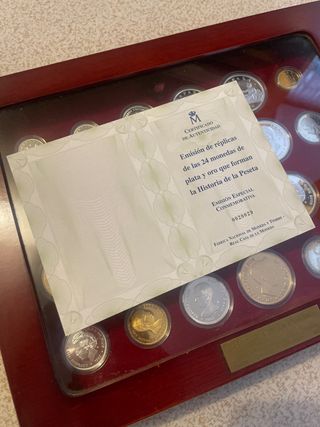 M
CERTIFICADO
DE AUTENTICIDAD
Emisión de réplicas
de las 24 monedas de
plata y oro que forman
la Historia de la Peseta
EMISIÓN ESPECIAL
CONMEMORATIVA
0020029
FÁBRICA NACIONAL DE MONEDA Y TIMBRE -
REAL CASA DE LA MONEDA